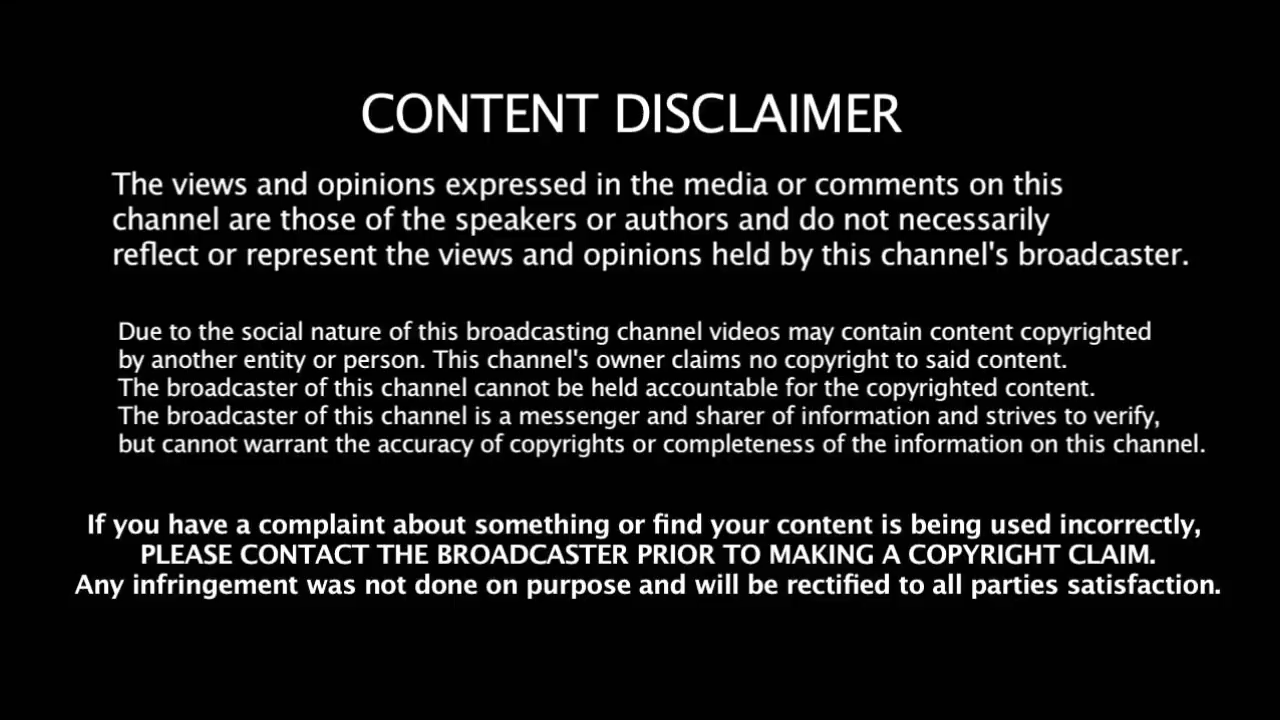 CONTENT DISCLAIMER
The views and opinions expressed in the media or comments on this
channel are those of the speakers or authors and do not necessarily
reflect or represent the views and opinions held by this channel's broadcaster.
Due to the social nature of this broadcasting channel videos may contain content copyrighted
by another entity or person. This channel's owner claims no copyright to said content.
The broadcaster of this channel cannot be held accountable for the copyrighted content.
The broadcaster of this channel is a messenger and sharer of information and strives to verify,
but cannot warrant the accuracy of copyrights or completeness of the information on this channel.
If you have a complaint about something or find your content is being used incorrectly,
PLEASE CONTACT THE BROADCASTER PRIOR TO MAKING A COPYRIGHT CLAIM.
Any infringement was not done on purpose and will be rectified to all parties satisfaction.